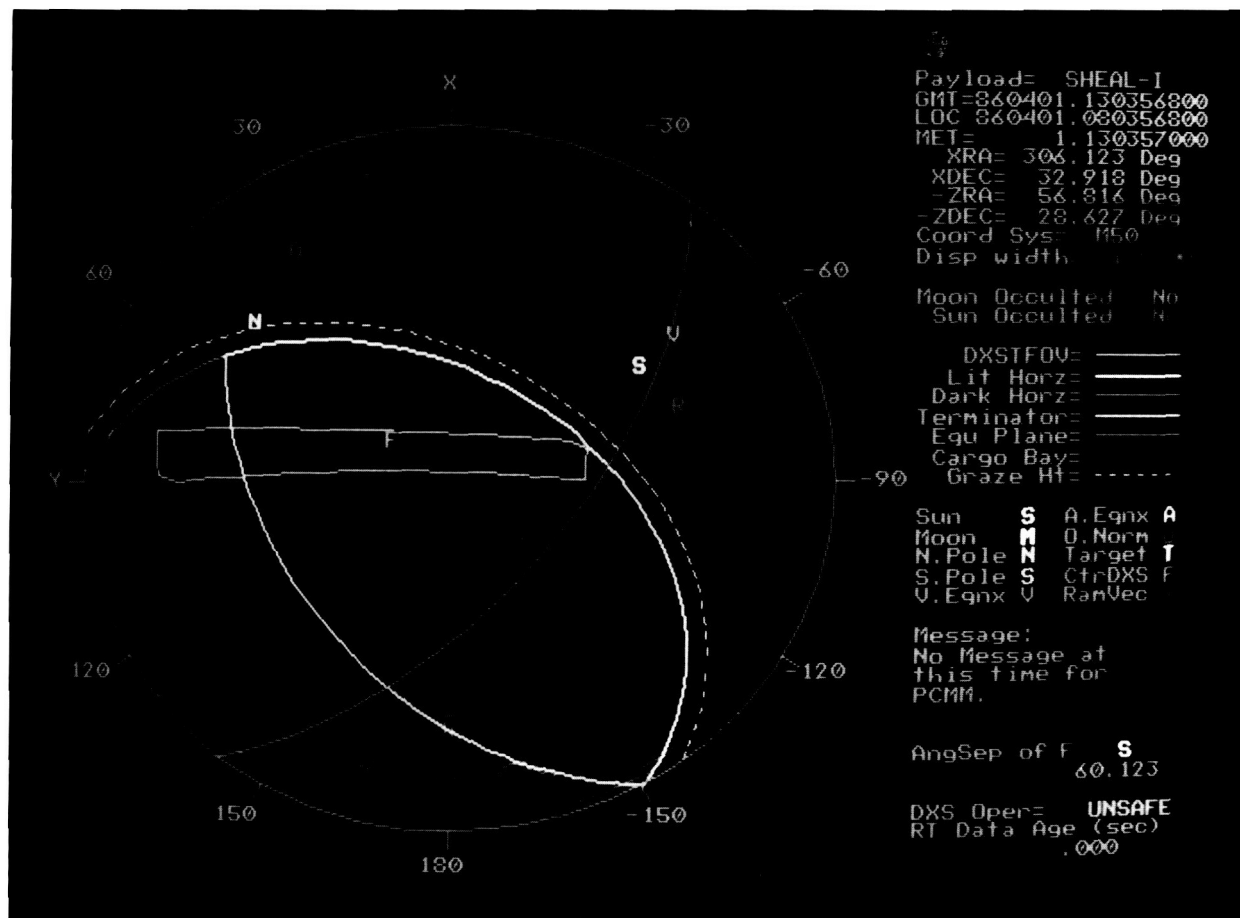 X
30
-30
Payload= SHEAL-I
GMT=860401.130356800
LOC 860401.080356800
MET= 1.130357000
XRA= 306.123 Deg
XDEC= 32.918 Deg
-ZRA= 56.816 Deg
-ZDEC= 28.627 Deg
Coord Sys= M50
Disp width
60
-60
N
V
S
R
Moon Occulted No
Sun Occulted N
DXSTFOV=
Lit Horz=
Dark Horz=
Terminator=
Equ Plane=
Cargo Bay=
Graze Ht=
F
Y
-90
Sun S A.Eqnx A
Moon M O.Norm
N.Pole N Target T
S.Pole S CtrDXS F
V.Eqnx V RamVec
120
-120
Message:
No Message at
this time for
PCMM.
AngSep of F S
60.123
150
-150
180
DXS Oper= UNSAFE
RT Data Age (sec)
.000